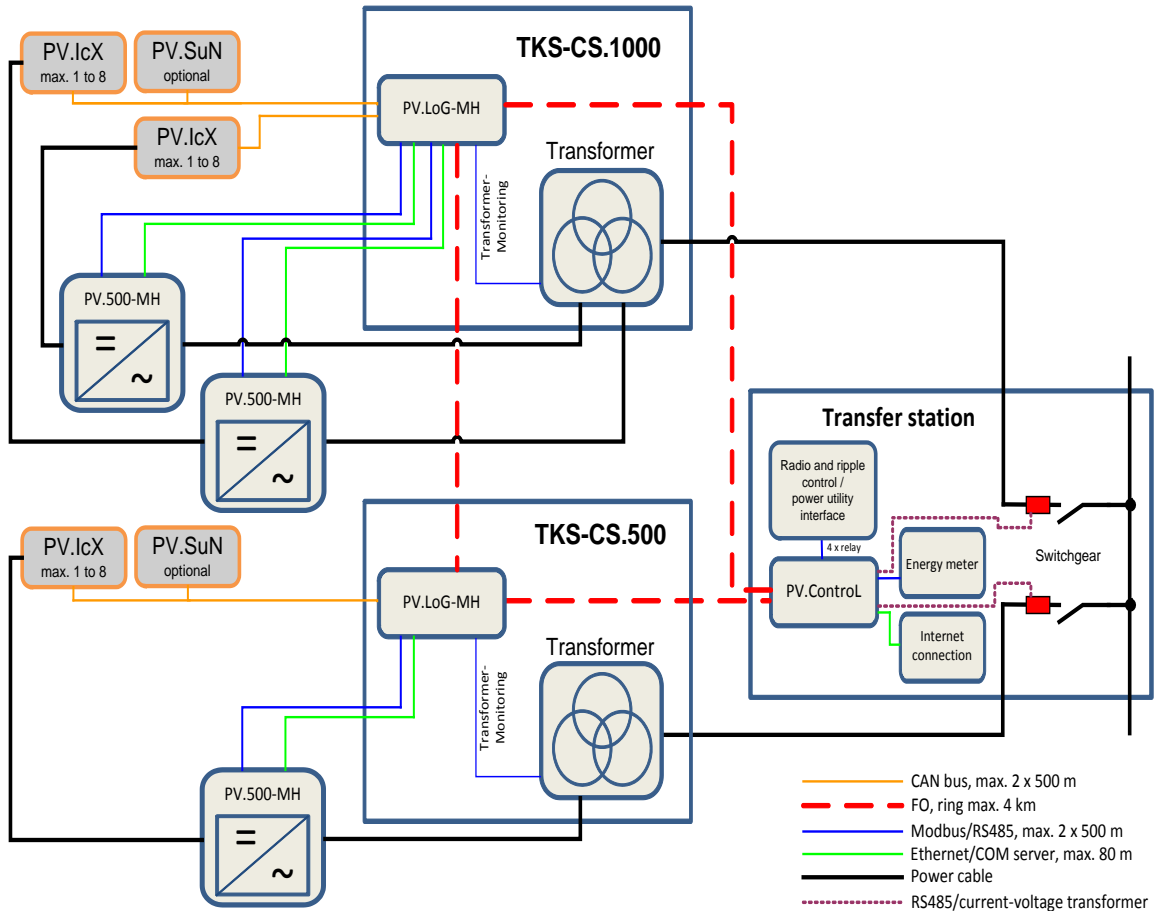 TKS-CS.1000
PV.IcX
max. 1 to 8
PV.SuN
optional
PV.LoG-MH
PV.IcX
max. 1 to 8
Transformer
Transformer-
Monitoring
PV.500-MH
=
~
PV.500-MH
=
~
Transfer station
Radio and ripple
control /
power utility
interface
4 x relay
Energy meter
Switchgear
PV.ControL
Internet
connection
TKS-CS.500
PV.IcX
max. 1 to 8
PV.SuN
optional
PV.LoG-MH
Transformer
Transformer-
Monitoring
PV.500-MH
=
~
CAN bus, max. 2 x 500 m
FO, ring max. 4 km
Modbus/RS485, max. 2 x 500 m
Ethernet/COM server, max. 80 m
Power cable
RS485/current-voltage transformer